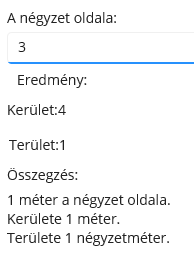 A négyzet oldala:
3
Eredmény:
Kerület:4
Terület:1
Összegzés:
1 méter a négyzet oldala.
Kerülete 1 méter.
Területe 1 négyzetméter.